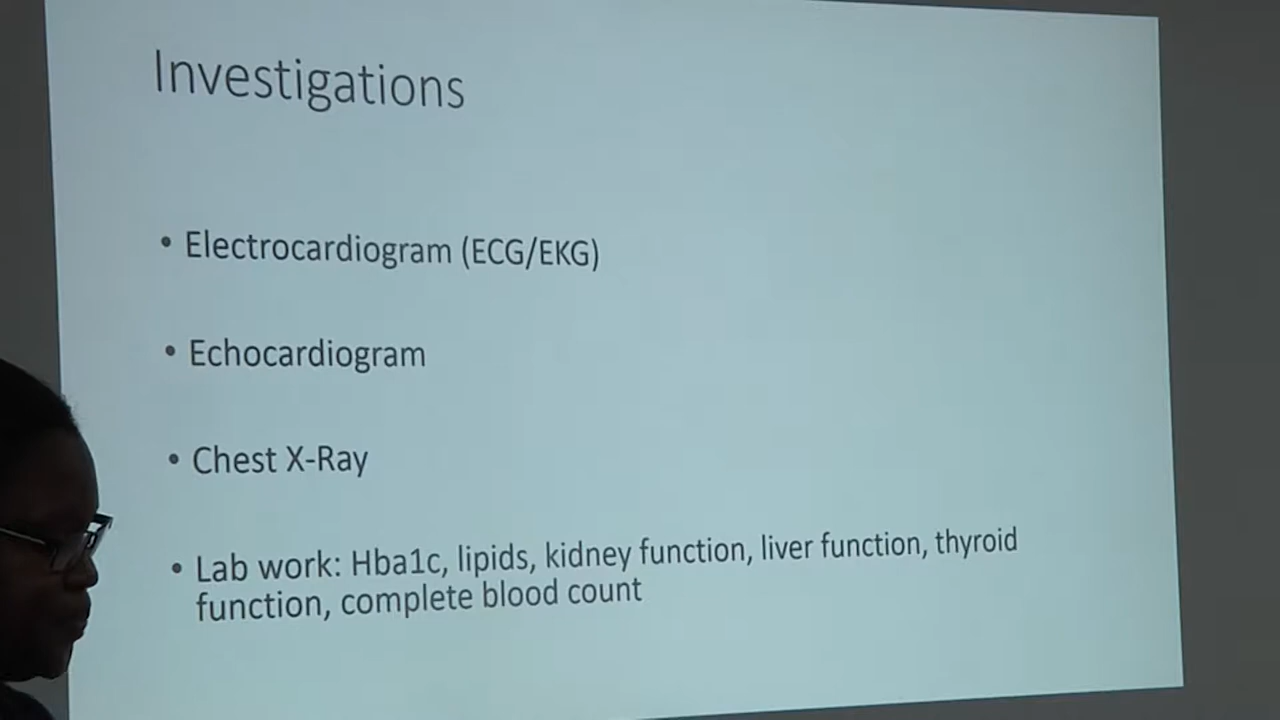 Investigations
• Electrocardiogram (ECG/EKG)
• Echocardiogram
• Chest X-Ray
• Lab work: Hba1c, lipids, kidney function, liver function, thyroid
function, complete blood count